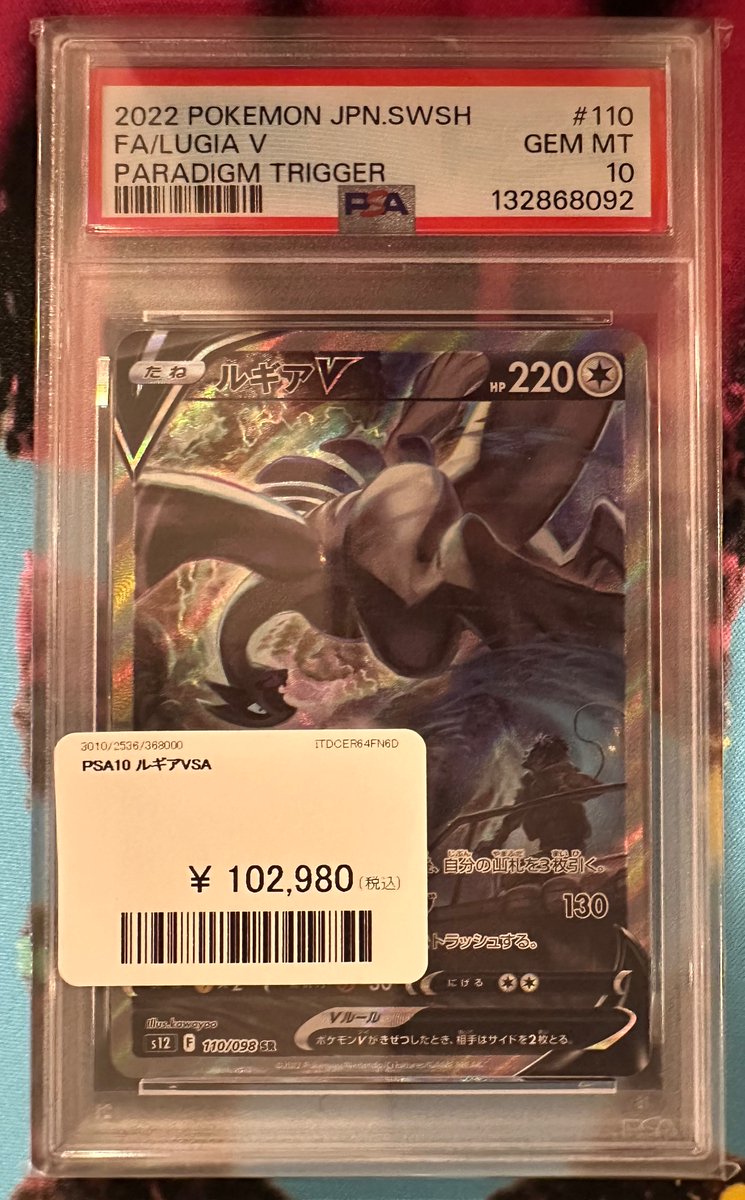 2022 POKEMON JPN.SWSH #110
FA/LUGIA V GEM MT
PARADIGM TRIGGER 10
PSA 132868092
たね ルギアV HP 220
3010/2536/368000 iTDCER64FN6D
PSA10 ルギアVSA
¥ 102,980 (税込)
、自分の山札を3枚引く。
130
トラッシュする。
×2 30 にげる
Illus.kawayoo
Vルール
s12 F 110/098 SR ポケモンVがきぜつしたとき、相手はサイドを2枚とる。
PSA